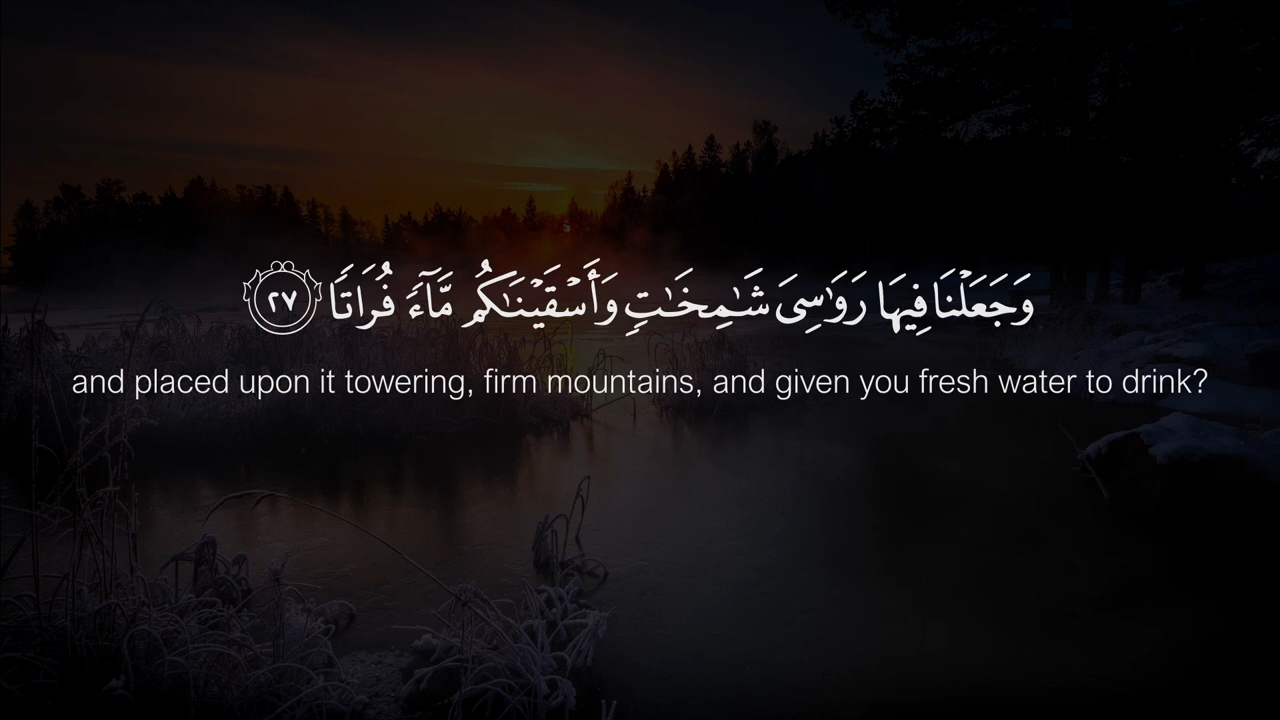 وَجَعَلْنَا فِيهَا رَوَٰسِىَ شَـٰمِخَـٰتٍ وَأَسْقَيْنَـٰكُم مَّآءً فُرَاتًا ٢٧
and placed upon it towering, firm mountains, and given you fresh water to drink?